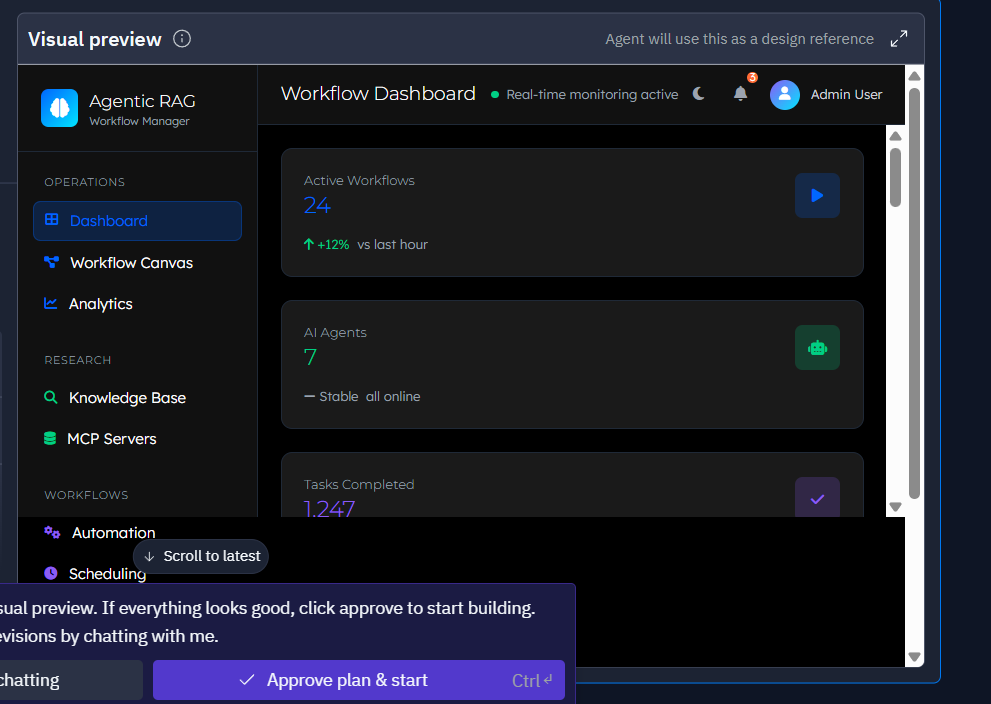 Visual preview
Agent will use this as a design reference
Agentic RAG
Workflow Manager
Workflow Dashboard
Real-time monitoring active
3
Admin User
OPERATIONS
Dashboard
Workflow Canvas
Analytics
RESEARCH
Knowledge Base
MCP Servers
WORKFLOWS
Automation
Scheduling
Active Workflows
24
+12% vs last hour
AI Agents
7
Stable all online
Tasks Completed
1,247
Scroll to latest
sual preview. If everything looks good, click approve to start building.
evisions by chatting with me.
chatting
Approve plan & start
Ctrl↵